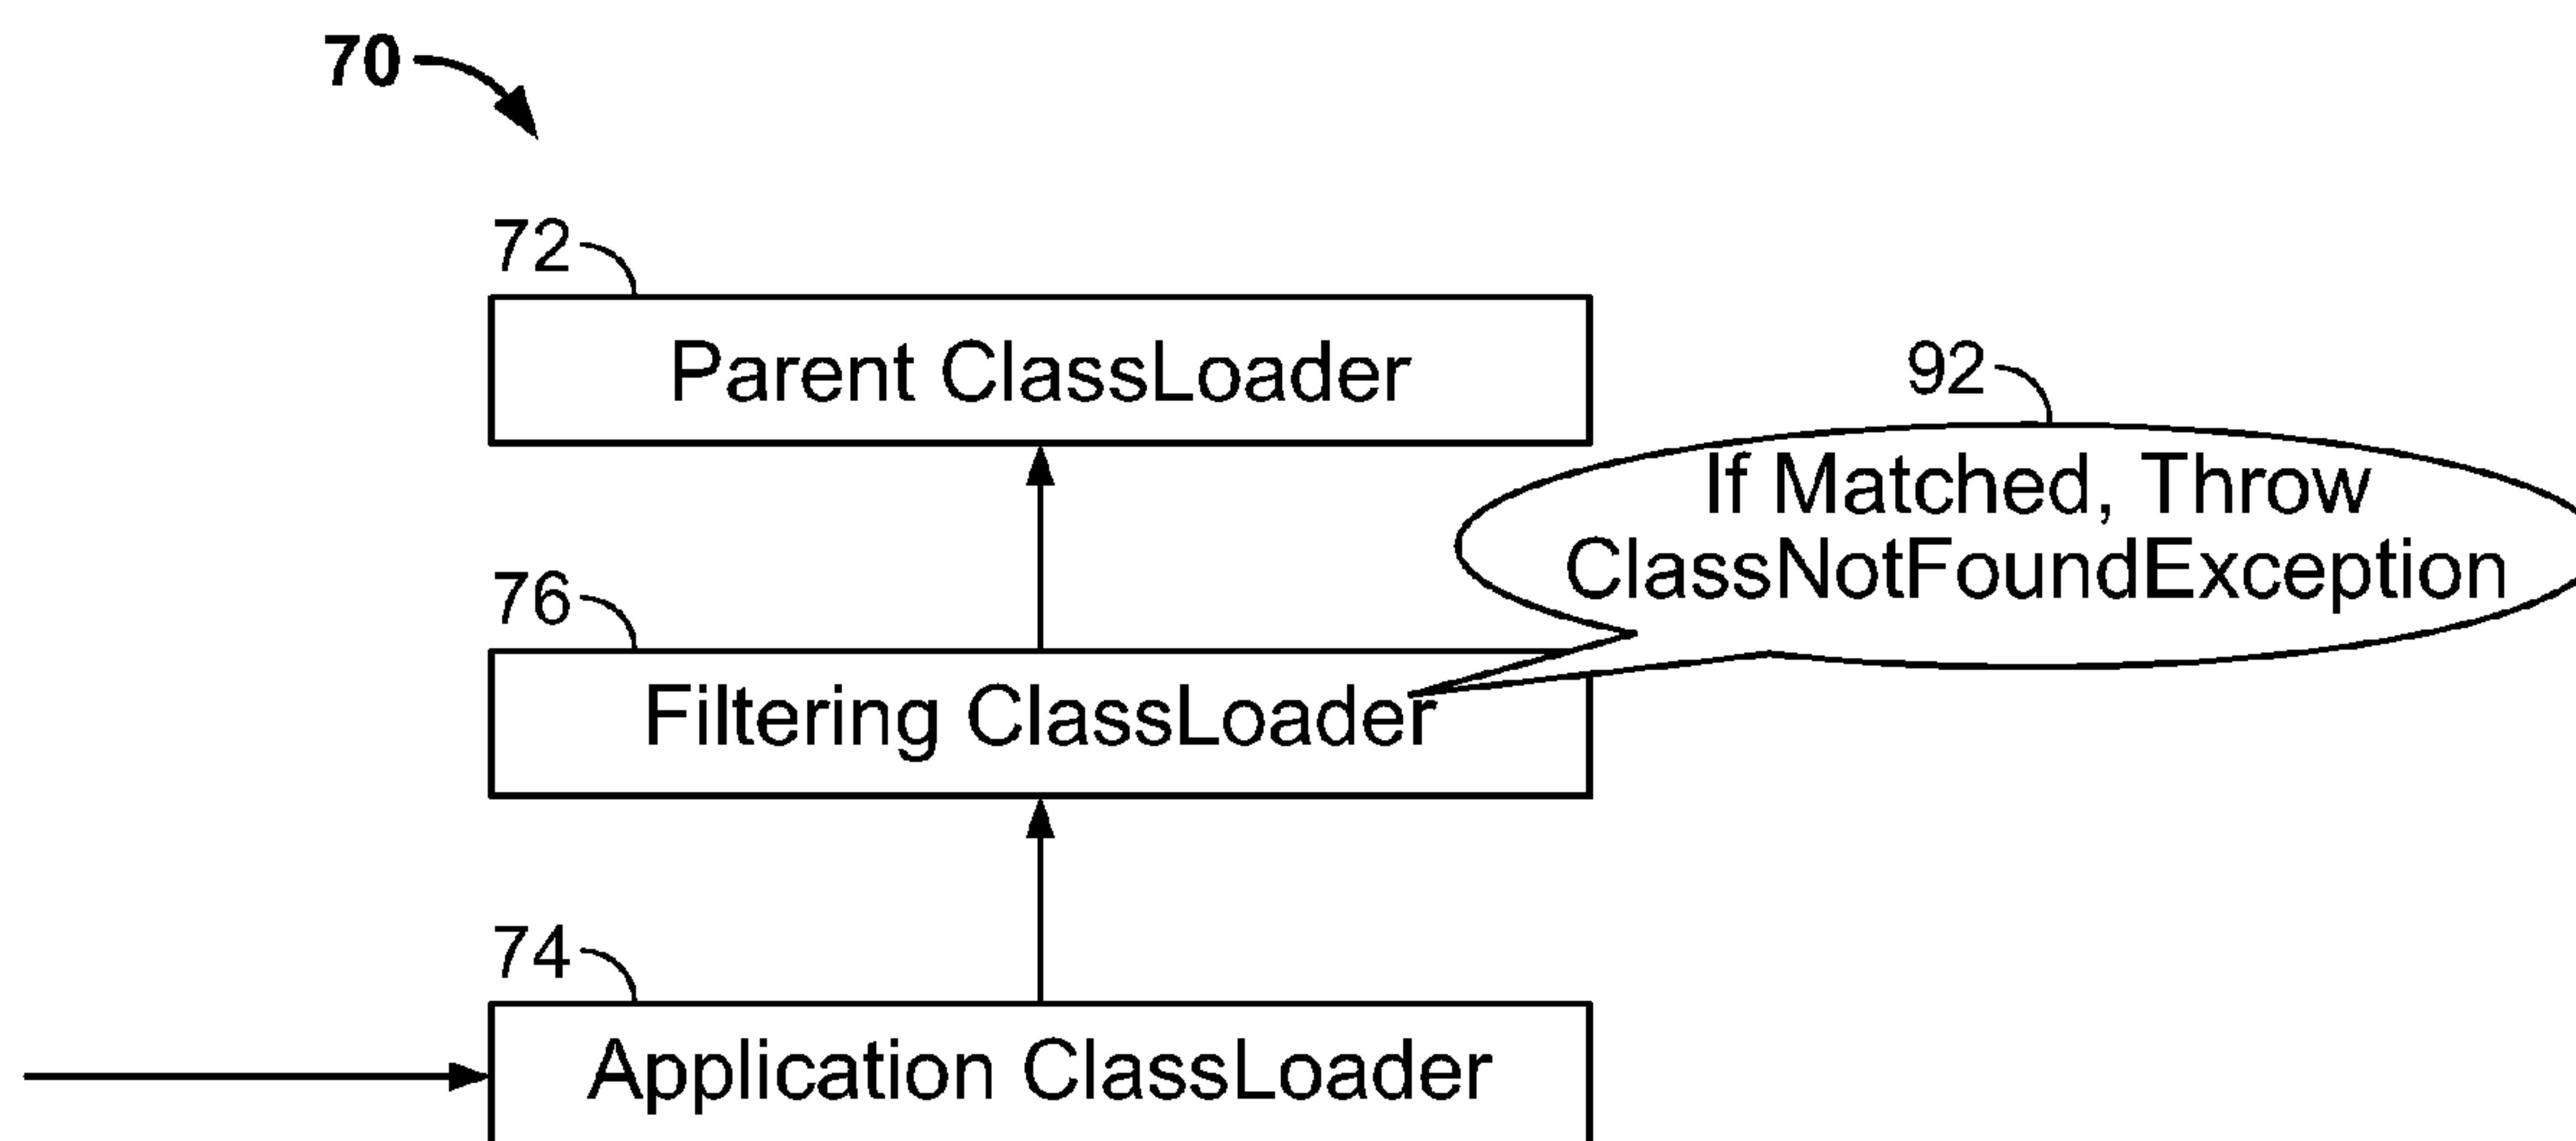 70
72
Parent ClassLoader
92
If Matched, Throw
ClassNotFoundException
76
Filtering ClassLoader
74
Application ClassLoader